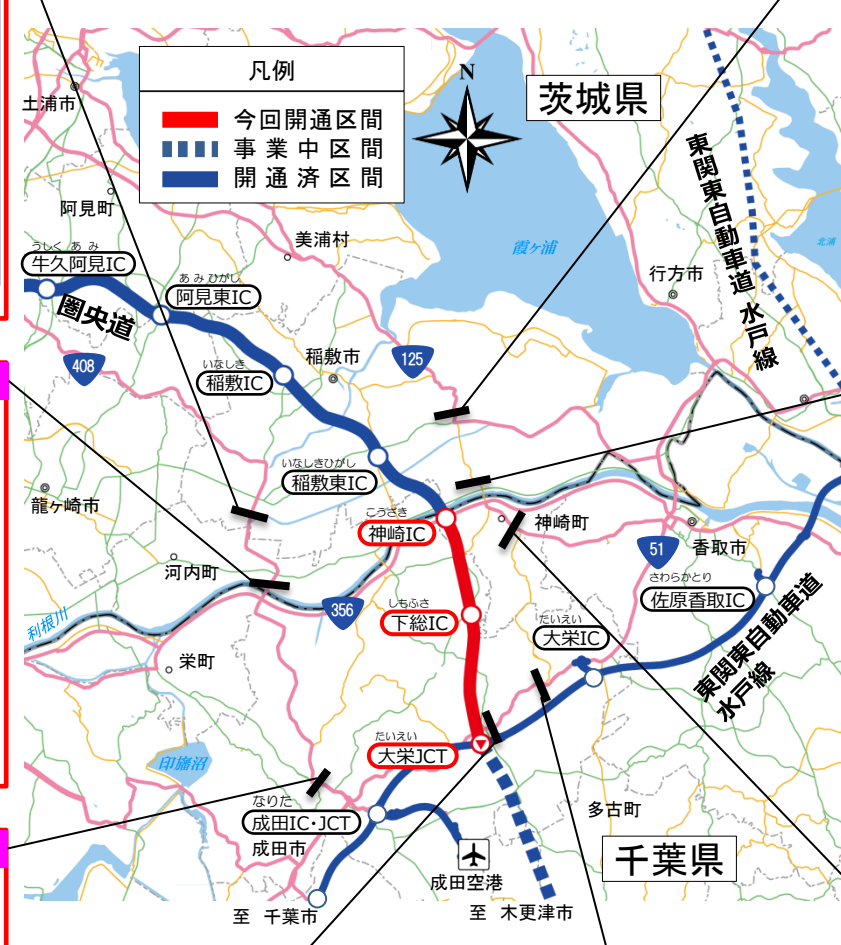 凡例
今回開通区間
事業中区間
開通済区間
N
茨城県
土浦市
阿見町
美浦村
霞ヶ浦
東関東自動車道 水戸線
北浦
行方市
うしく あみ
牛久阿見IC
あみ ひがし
阿見東IC
圏央道
408
いなしき
稲敷IC
稲敷市
125
いなしきひがし
稲敷東IC
龍ヶ崎市
こうざき
神崎IC
神崎町
51
香取市
河内町
356
しもふさ
下総IC
さわらかとり
佐原香取IC
利根川
たいえい
大栄IC
栄町
東関東自動車道
水戸線
たいえい
大栄JCT
印旛沼
なりた
成田IC・JCT
成田市
多古町
成田空港
千葉県
至 千葉市
至 木更津市